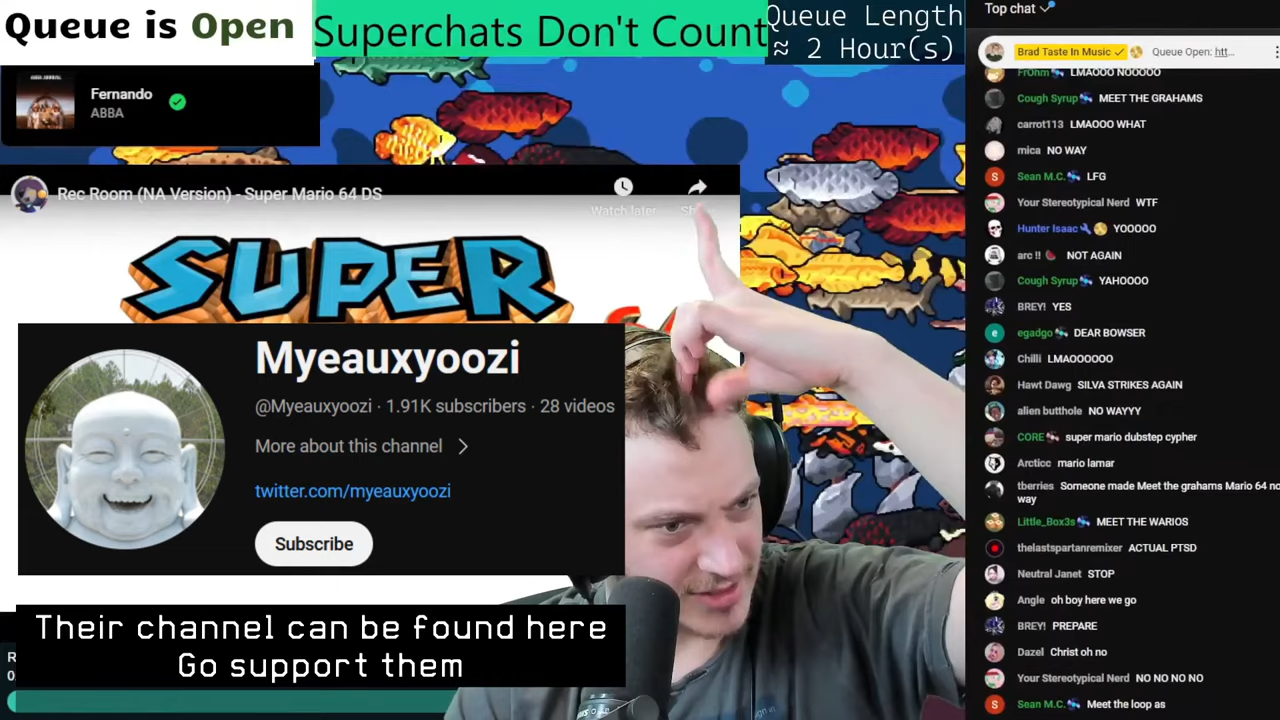 Queue is Open
Superchats Don't Count
Queue Length
≈ 2 Hour(s)
Fernando
ABBA
Rec Room (NA Version) - Super Mario 64 DS
Watch later
SUPER
Myeauxyoozi
@Myeauxyoozi · 1.91K subscribers · 28 videos
More about this channel
twitter.com/myeauxyoozi
Subscribe
Their channel can be found here
Go support them
Top chat
Brad Taste In Music Queue Open: htt...
FrOhm LMAOOO NOOOOO
Cough Syrup MEET THE GRAHAMS
carrot113 LMAOOO WHAT
mica NO WAY
Sean M.C. LFG
Your Stereotypical Nerd WTF
Hunter Isaac YOOOOO
arc !! NOT AGAIN
Cough Syrup YAHOOOO
BREY! YES
egadgo DEAR BOWSER
Chilli LMAOOOOOO
Hawt Dawg SILVA STRIKES AGAIN
alien butthole NO WAYYY
CORE super mario dubstep cypher
Arcticc mario lamar
tberries Someone made Meet the grahams Mario 64 no
way
Little_Box3s MEET THE WARIOS
thelastspartanremixer ACTUAL PTSD
Neutral Janet STOP
Angle oh boy here we go
BREY! PREPARE
Dazel Christ oh no
Your Stereotypical Nerd NO NO NO NO
Sean M.C. Meet the loop as